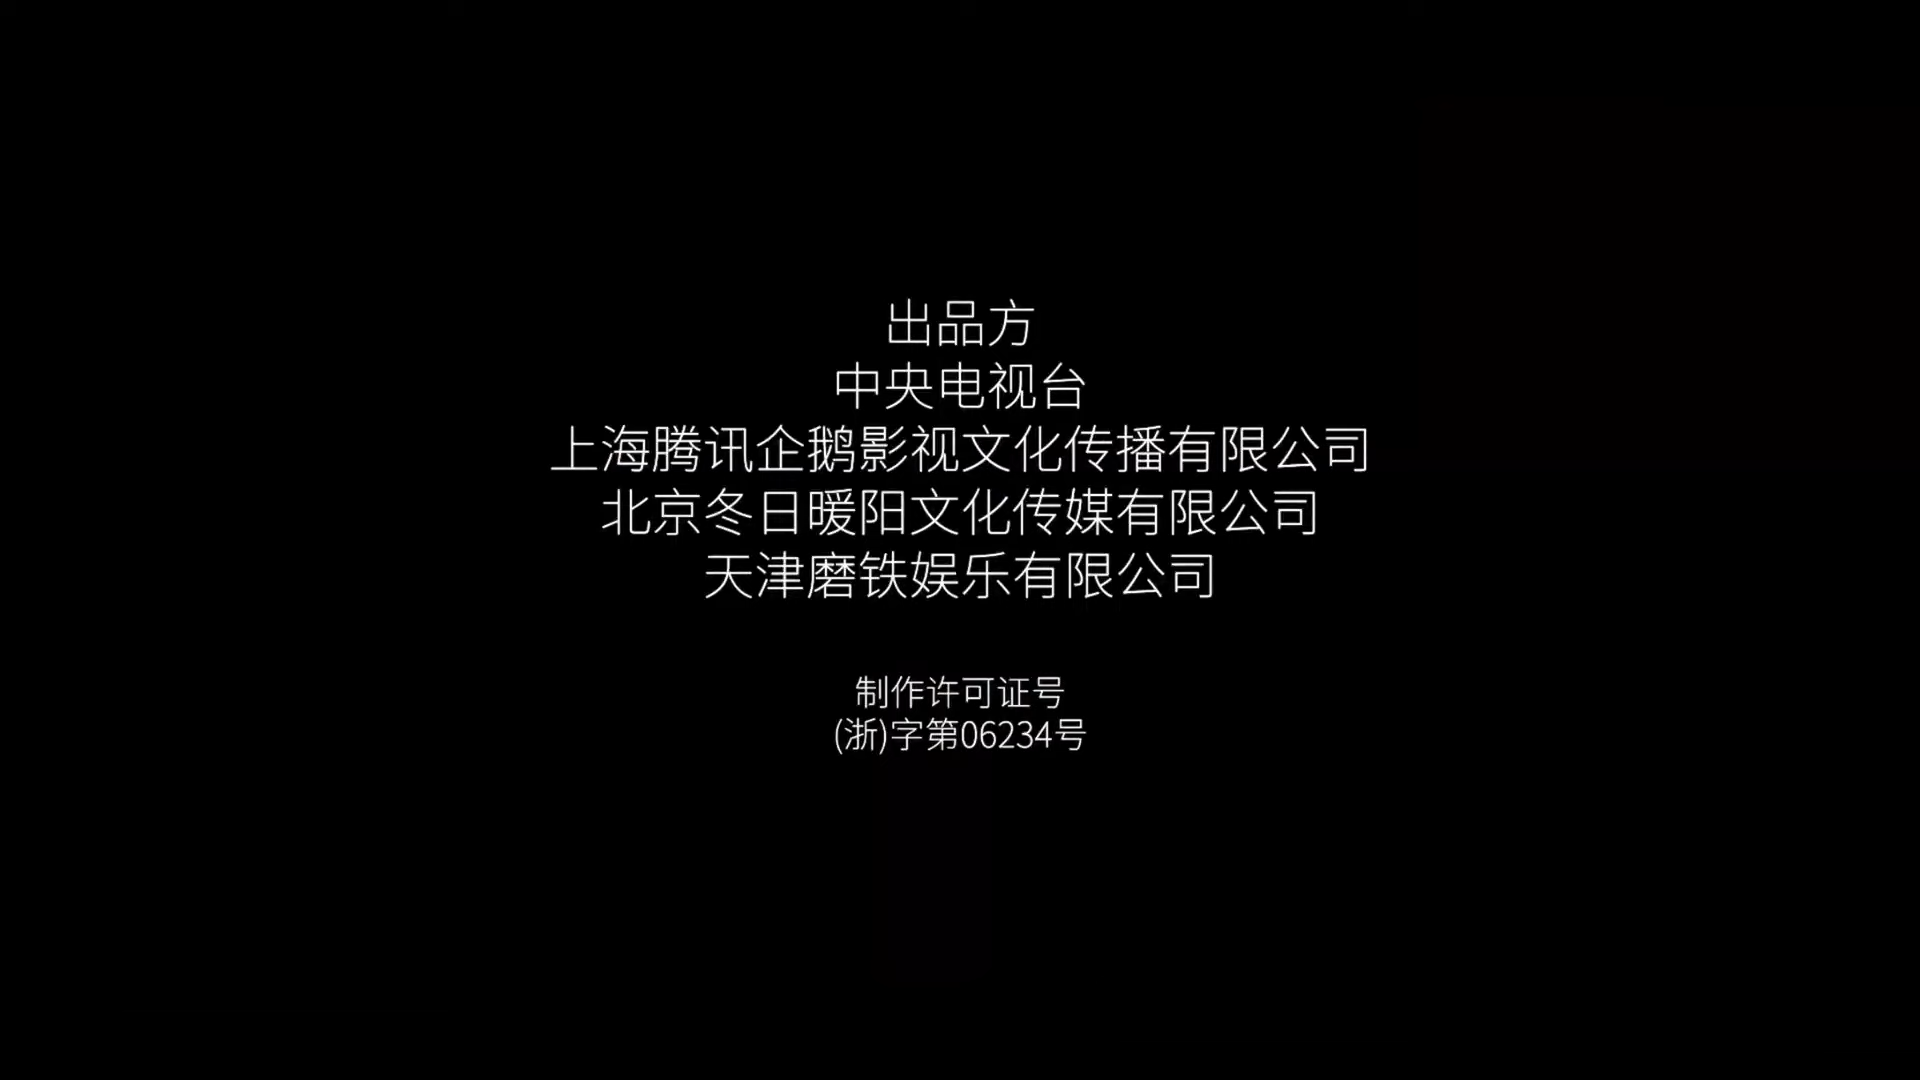 出品方
中央电视台
上海腾讯企鹅影视文化传播有限公司
北京冬日暖阳文化传媒有限公司
天津磨铁娱乐有限公司
制作许可证号
(浙)字第06234号